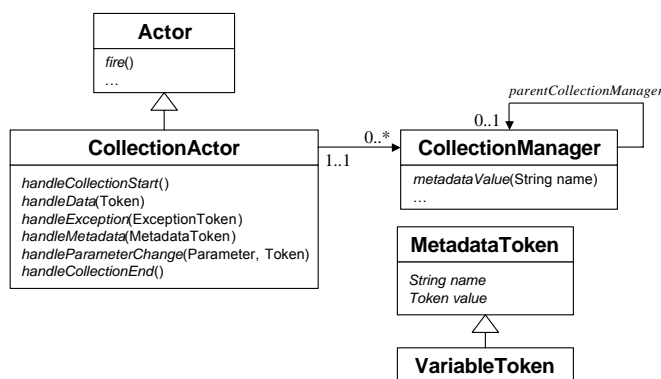 Actor
fire()
...
parentCollectionManager
0..1
0..*
1..1
CollectionActor
handleCollectionStart()
handleData(Token)
handleException(ExceptionToken)
handleMetadata(MetadataToken)
handleParameterChange(Parameter, Token)
handleCollectionEnd()
CollectionManager
metadataValue(String name)
...
MetadataToken
String name
Token value
VariableToken